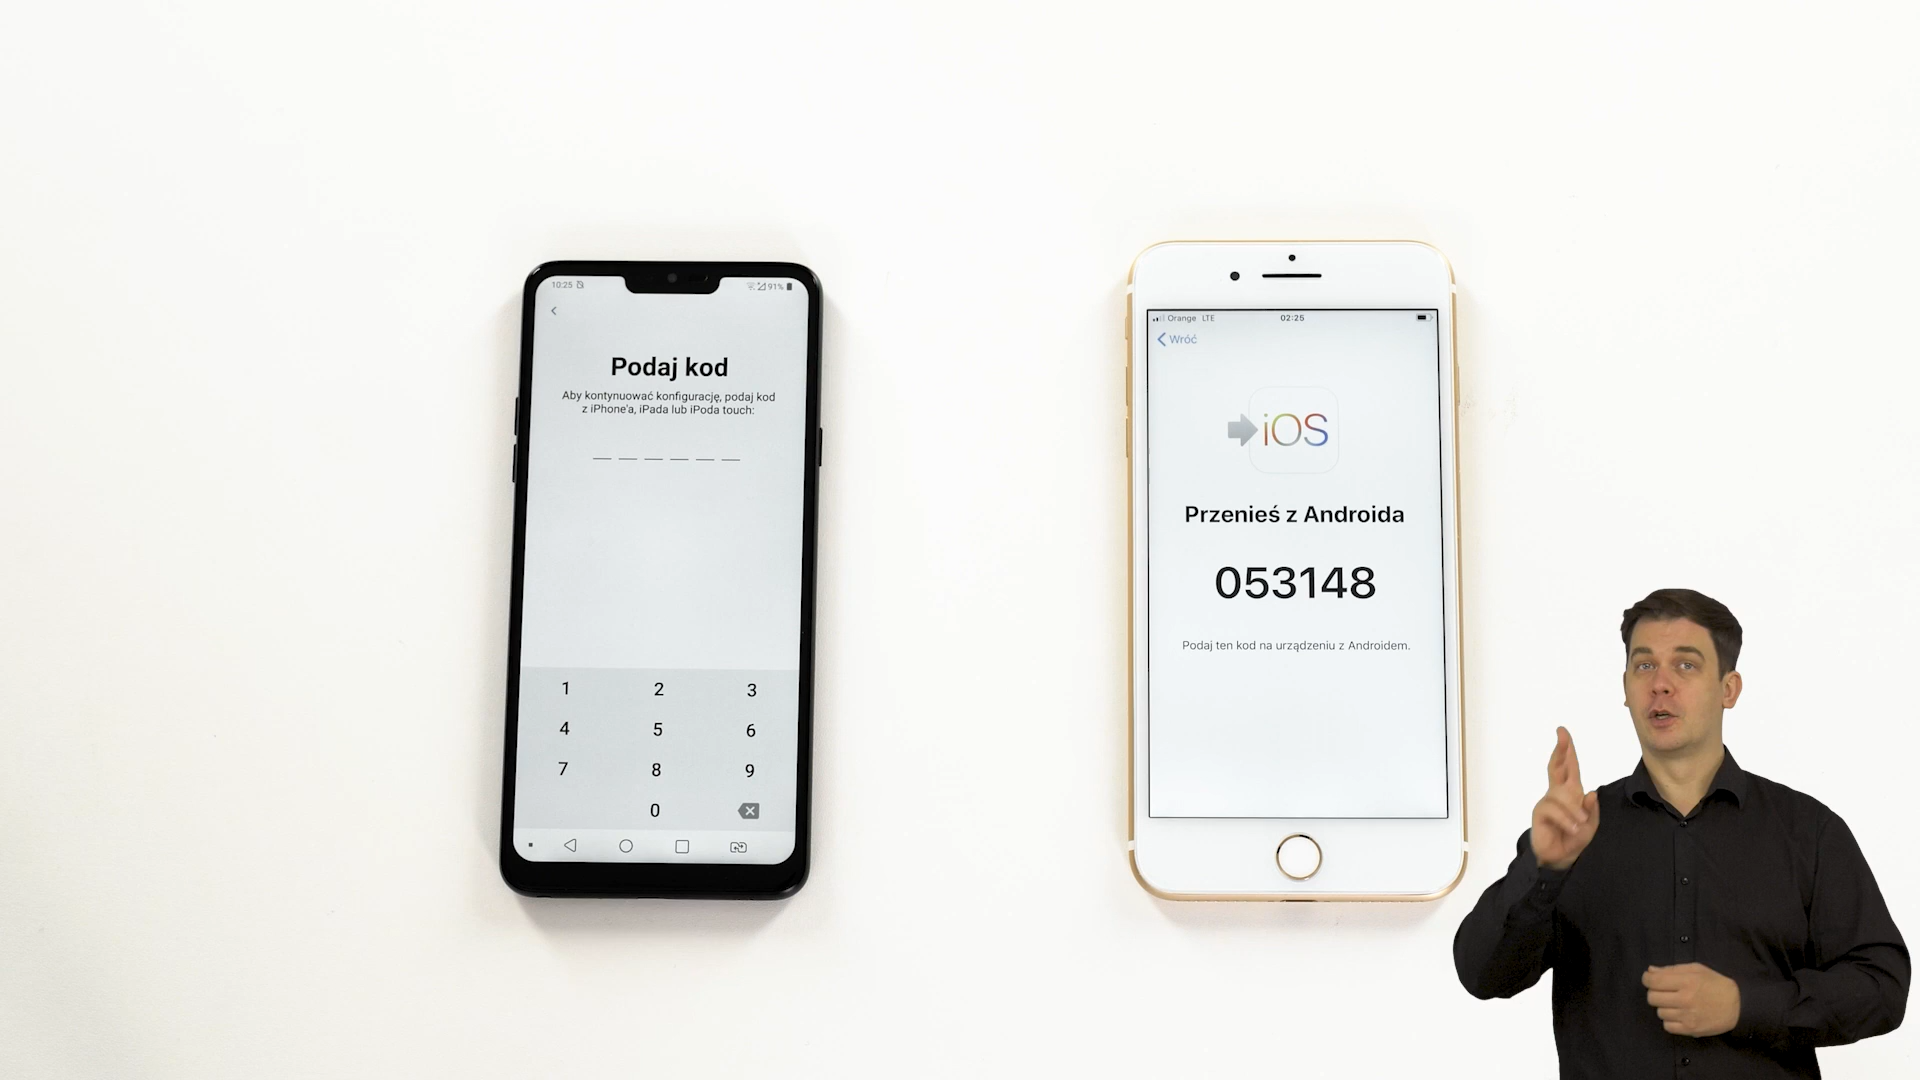 10:25
91%
Podaj kod
Aby kontynuować konfigurację, podaj kod
z iPhone'a, iPada lub iPoda touch:
1 2 3
4 5 6
7 8 9
0
Orange LTE 02:25
Wróć
iOS
Przenieś z Androida
053148
Podaj ten kod na urządzeniu z Androidem.